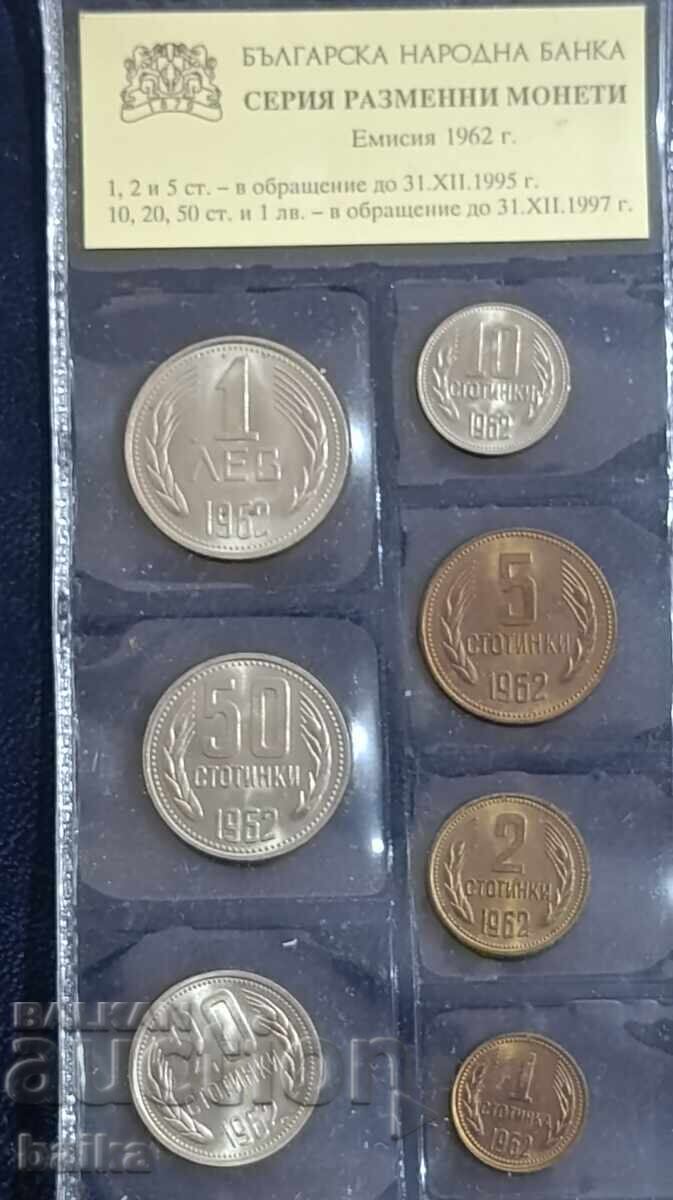 БЪЛГАРСКА НАРОДНА БАНКА
СЕРИЯ РАЗМЕННИ МОНЕТИ
Емисия 1962 г.
1, 2 и 5 ст. – в обращение до 31.XII.1995 г.
10, 20, 50 ст. и 1 лв. – в обращение до 31.XII.1997 г.
1879
1
ЛЕВ
1962
10
СТОТИНКИ
1962
5
СТОТИНКИ
1962
50
СТОТИНКИ
1962
2
СТОТИНКИ
1962
СТОТИНКИ
1962
1
СТОТИНКА
1962
BALKAN
auction
baika